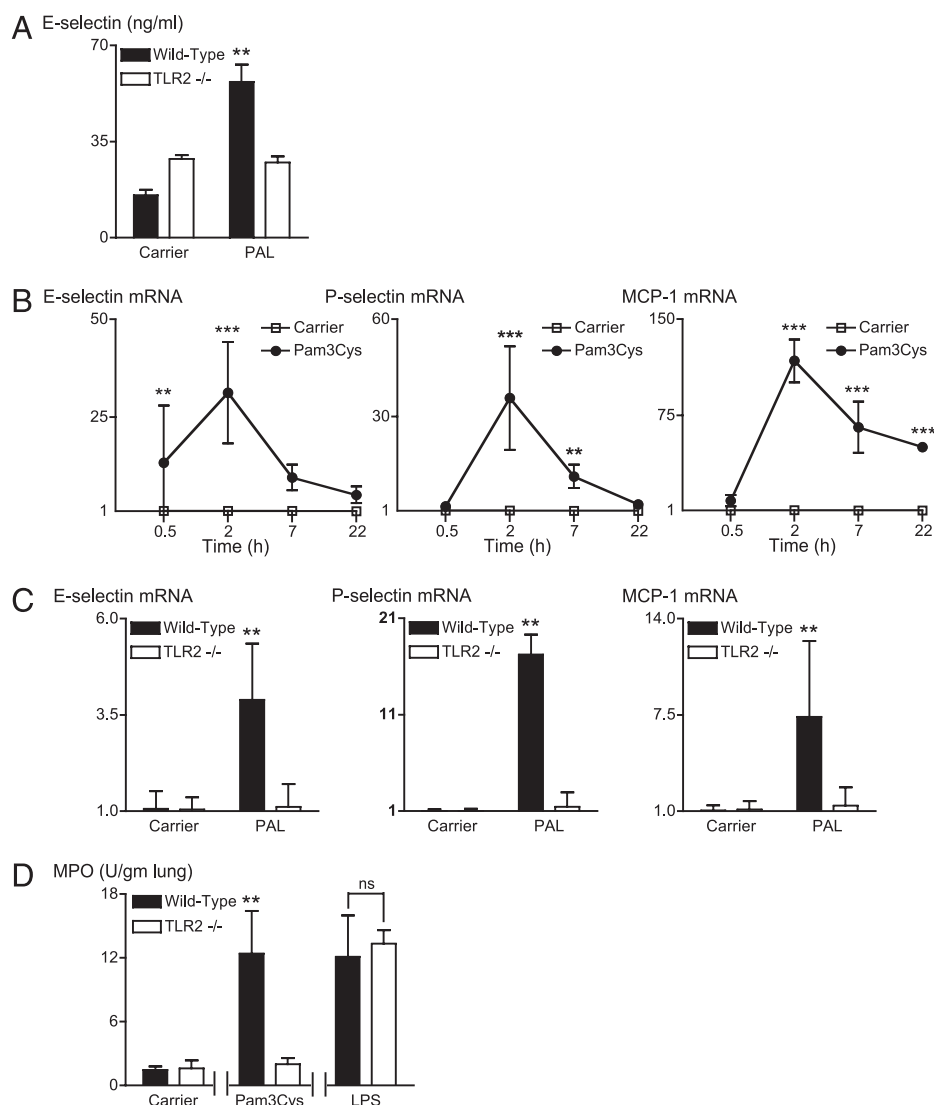 A E-selectin (ng/ml)
Wild-Type
TLR2 -/-
**
70
35
0
Carrier PAL
B E-selectin mRNA
50
25
1
Carrier
Pam3Cys
** ***
0.5 2 7 22
Time (h)
P-selectin mRNA
60
30
1
Carrier
Pam3Cys
*** **
0.5 2 7 22
Time (h)
MCP-1 mRNA
150
75
1
Carrier
Pam3Cys
*** *** ***
0.5 2 7 22
Time (h)
C E-selectin mRNA
6.0
3.5
1.0
Wild-Type
TLR2 -/-
**
Carrier PAL
P-selectin mRNA
21
11
1
Wild-Type
TLR2 -/-
**
Carrier PAL
MCP-1 mRNA
14.0
7.5
1.0
Wild-Type
TLR2 -/-
**
Carrier PAL
D MPO (U/gm lung)
18
12
6
0
Wild-Type
TLR2 -/-
**
ns
Carrier Pam3Cys LPS